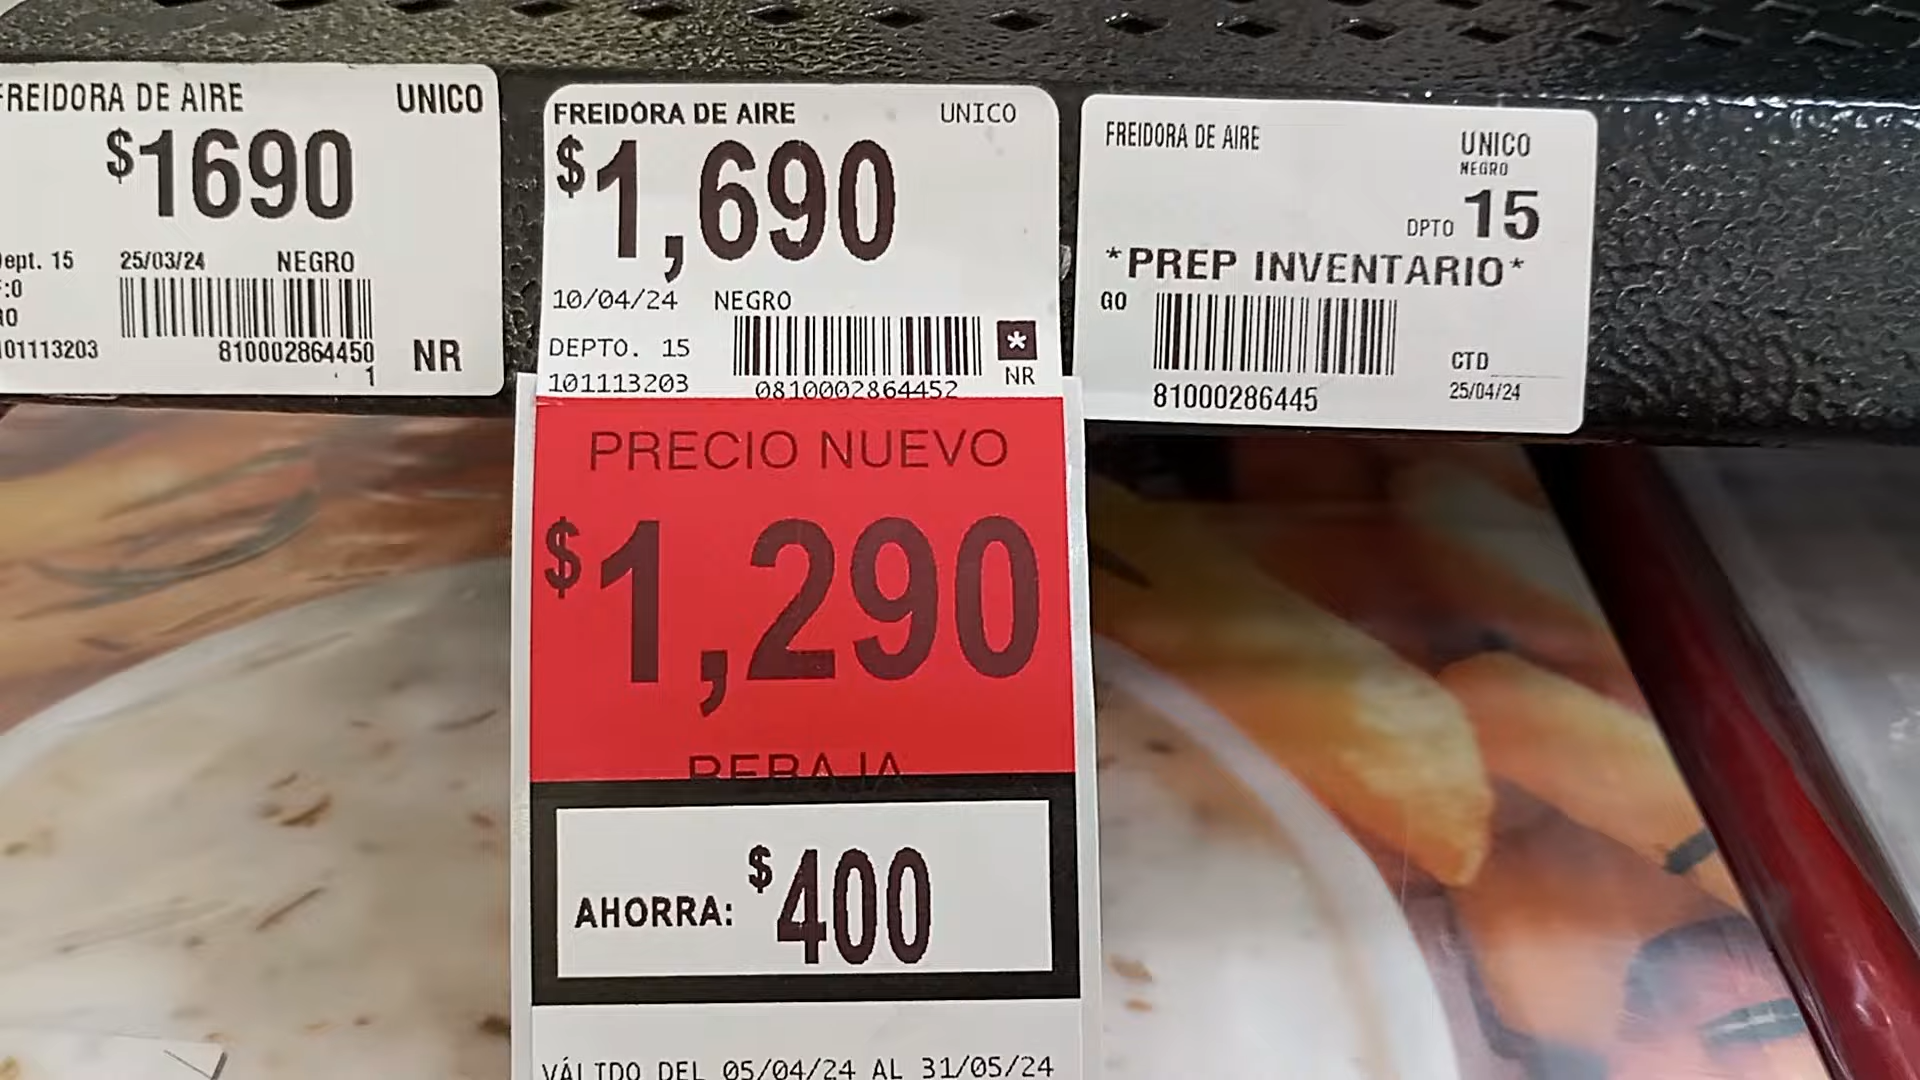 FREIDORA DE AIRE UNICO
$1690
25/03/24 NEGRO
15
101113203
810002864450 NR
1
FREIDORA DE AIRE UNICO
$1,690
10/04/24 NEGRO
DEPTO. 15 *
101113203 0810002864452 NR
PRECIO NUEVO
$1,290
REBAJA
AHORRA: $400
VÁLIDO DEL 05/04/24 AL 31/05/24
FREIDORA DE AIRE UNICO
NEGRO
DPTO 15
*PREP INVENTARIO*
GO
CTD
81000286445 25/04/24